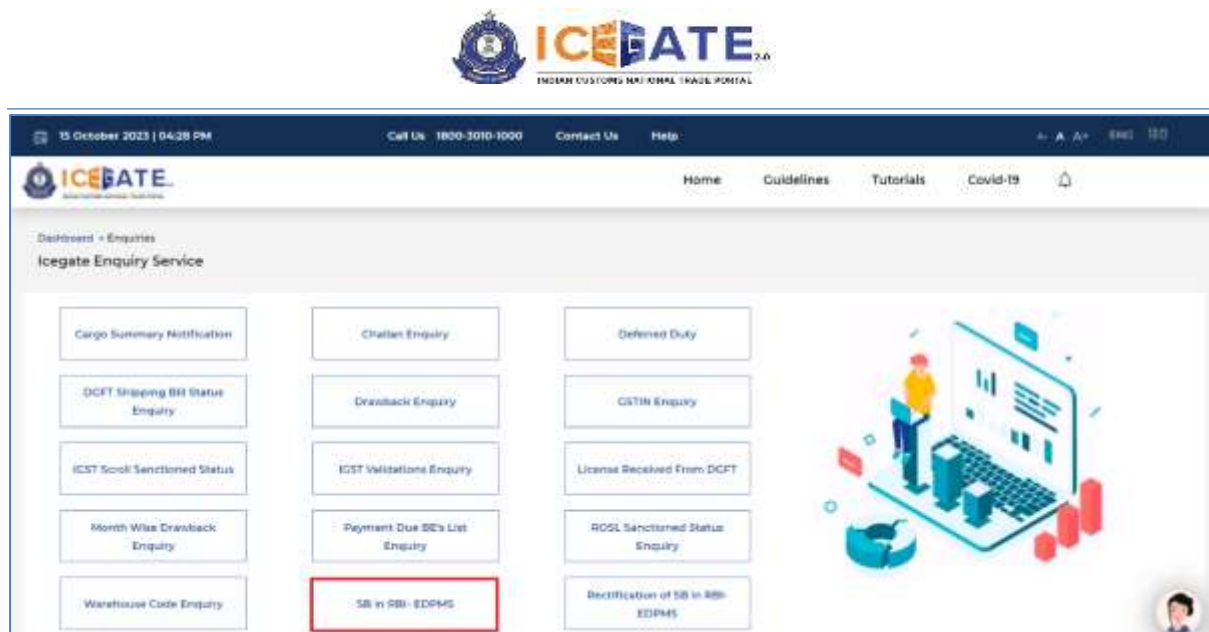 ICEGATE 2.0
INDIAN CUSTOMS NATIONAL TRADE PORTAL
15 October 2023 | 04:28 PM Call Us 1800-3010-1000 Contact Us Help A- A A+
ICEGATE Home Guidelines Tutorials Covid-19
Dashboard • Enquiries
Icegate Enquiry Service
Cargo Summary Notification Challan Enquiry Deferred Duty
DGFT Shipping Bill Status
Enquiry
Drawback Enquiry GSTIN Enquiry
IGST Scroll Sanctioned Status IGST Validations Enquiry License Received From DGFT
Month Wise Drawback
Enquiry
Payment Due BE's List
Enquiry
ROSL Sanctioned Status
Enquiry
Warehouse Code Enquiry SB in RBI- EDPMS
Rectification of SB in RBI-
EDPMS